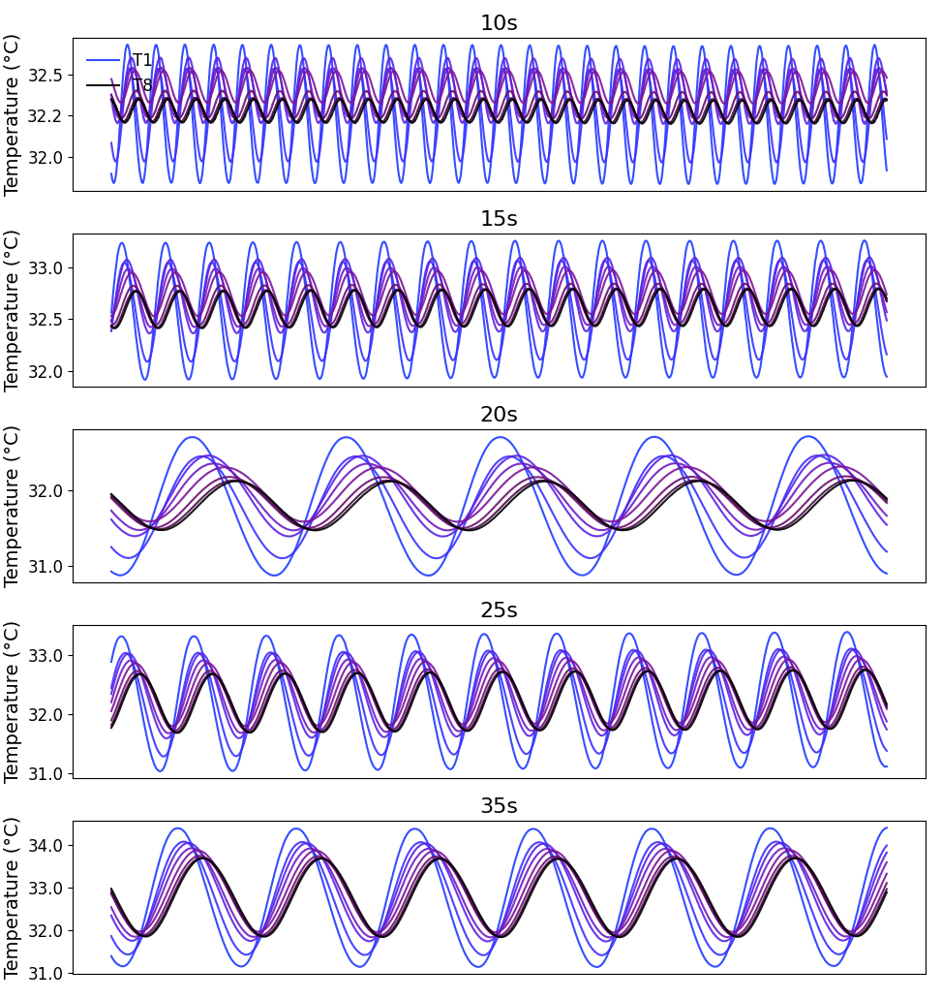 10s
Temperature (°C)
32.5
32.2
32.0
T1
T8
15s
Temperature (°C)
33.0
32.5
32.0
20s
Temperature (°C)
32.0
31.0
25s
Temperature (°C)
33.0
32.0
31.0
35s
Temperature (°C)
34.0
33.0
32.0
31.0